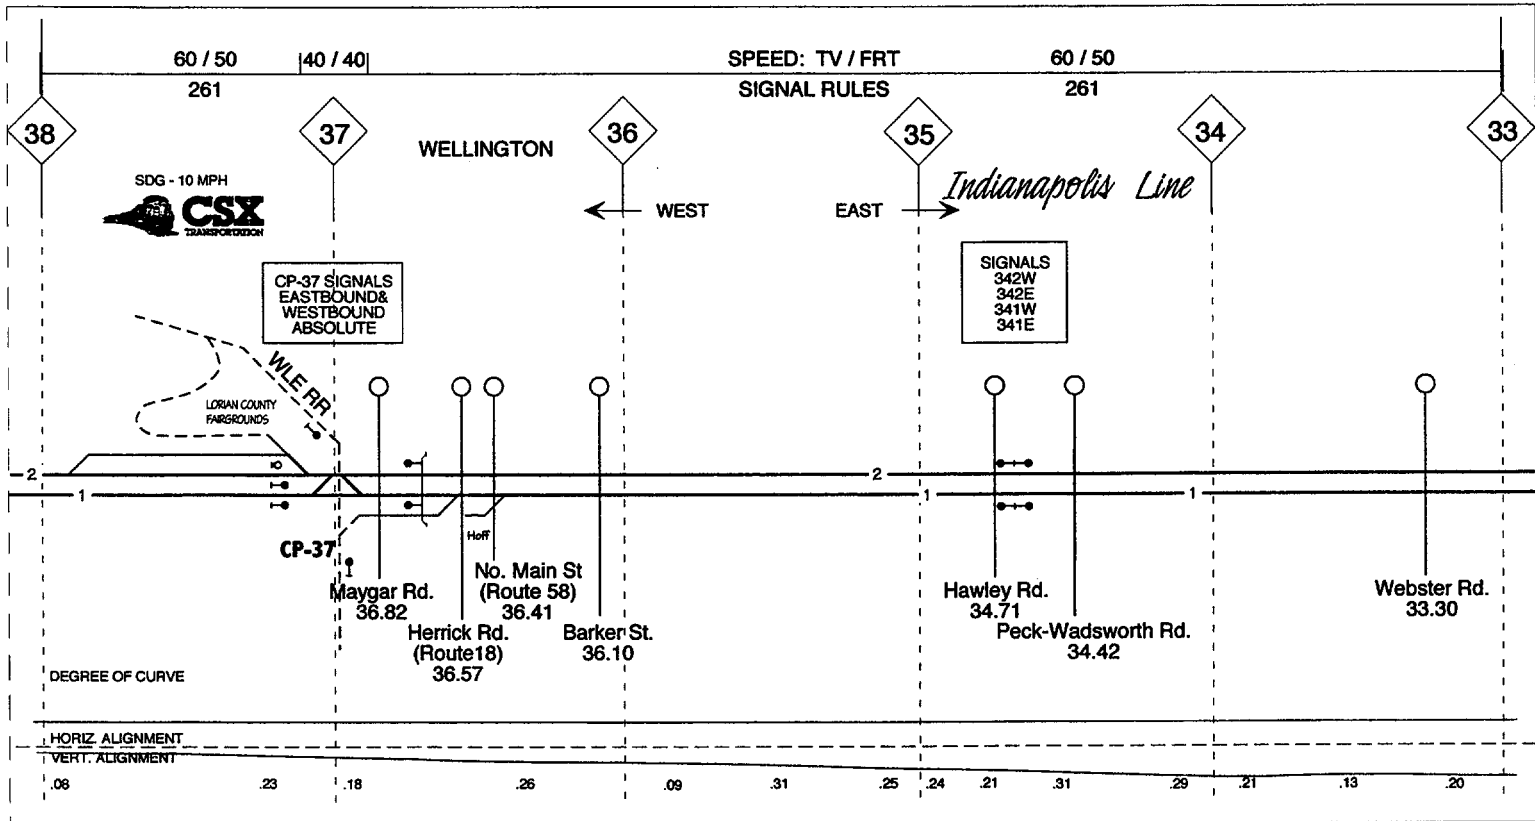 60 / 50
40 / 40
SPEED: TV / FRT
60 / 50
261
SIGNAL RULES
261
38
37
WELLINGTON
36
35
34
33
SDG - 10 MPH
CSX
TRANSPORTATION
Indianapolis Line
WEST
EAST
CP-37 SIGNALS
EASTBOUND&
WESTBOUND
ABSOLUTE
SIGNALS
342W
342E
341W
341E
WLE RR
LORIAN COUNTY
FAIRGROUNDS
2
2
1
1
1
Hoff
CP-37
Maygar Rd.
36.82
No. Main St
(Route 58)
36.41
Herrick Rd.
(Route18)
36.57
Barker St.
36.10
Hawley Rd.
34.71
Peck-Wadsworth Rd.
34.42
Webster Rd.
33.30
DEGREE OF CURVE
HORIZ. ALIGNMENT
VERT. ALIGNMENT
.06 .23 .18 .26 .09 .31 .25 .24 .21 .31 .29 .21 .13 .20